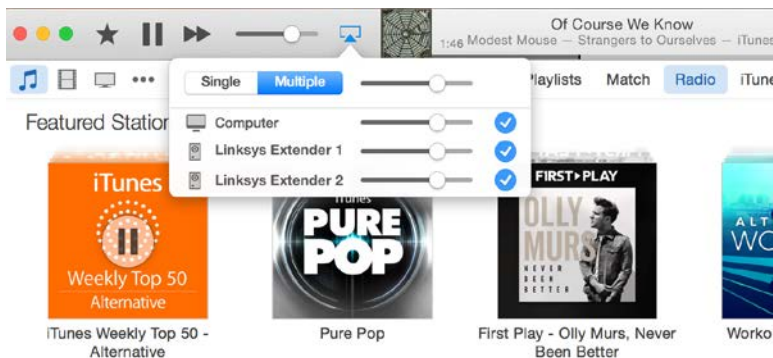 Of Course We Know
1:46 Modest Mouse — Strangers to Ourselves — iTunes
Single Multiple
Playlists Match Radio iTune
Featured Station
Computer
Linksys Extender 1
Linksys Extender 2
iTunes
Weekly Top 50
Alternative
iTunes
PURE
POP
FIRST PLAY
OLLY
MURS
NEVER
BEEN
BETTER
ALT
WO
iTunes Weekly Top 50 -
Alternative
Pure Pop
First Play - Olly Murs, Never
Been Better
Worko